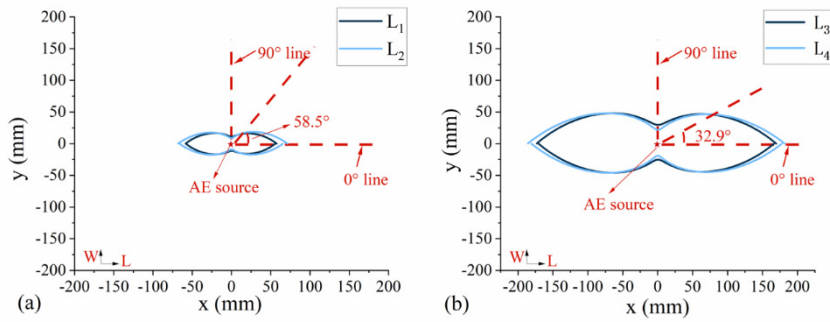 L₁
L₂
90° line
58.5°
0° line
AE source
W
L
y (mm)
200
150
100
50
0
-50
-100
-150
-200
-200 -150 -100 -50 0 50 100 150 200
(a)
x (mm)
L₃
L₄
90° line
32.9°
0° line
AE source
W
L
y (mm)
200
150
100
50
0
-50
-100
-150
-200
-200 -150 -100 -50 0 50 100 150 200
(b)
x (mm)